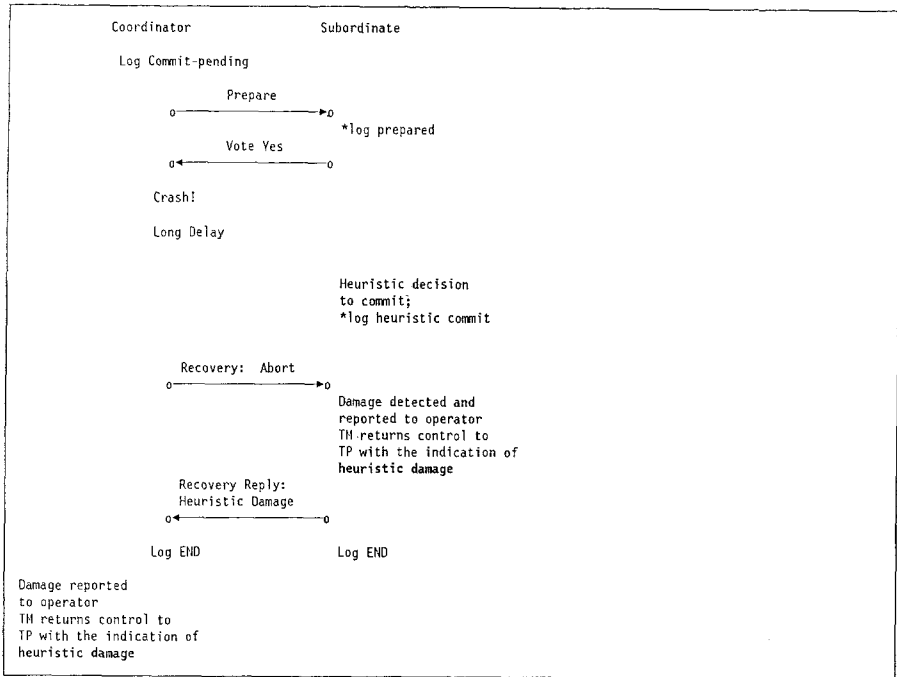 Coordinator Subordinate
Log Commit-pending
Prepare
*log prepared
Vote Yes
Crash!
Long Delay
Heuristic decision
to commit;
*log heuristic commit
Recovery: Abort
Damage detected and
reported to operator
TM returns control to
TP with the indication of
heuristic damage
Recovery Reply:
Heuristic Damage
Log END Log END
Damage reported
to operator
TM returns control to
TP with the indication of
heuristic damage